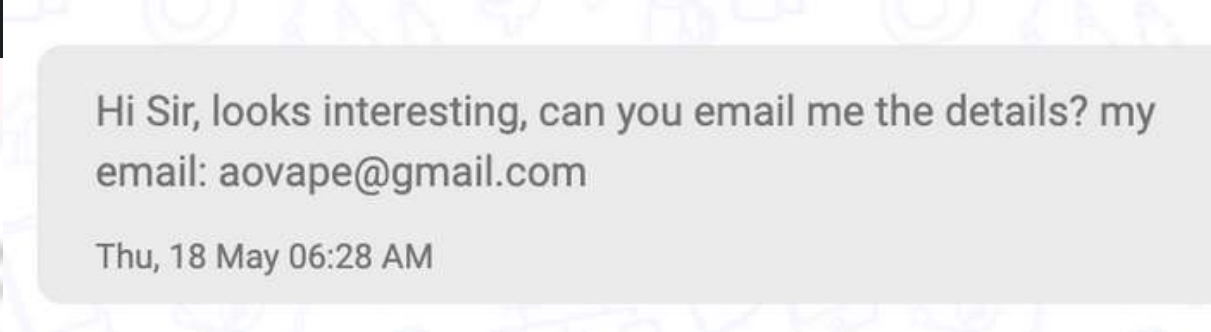 Hi Sir, looks interesting, can you email me the details? my
email: aovape@gmail.com
Thu, 18 May 06:28 AM